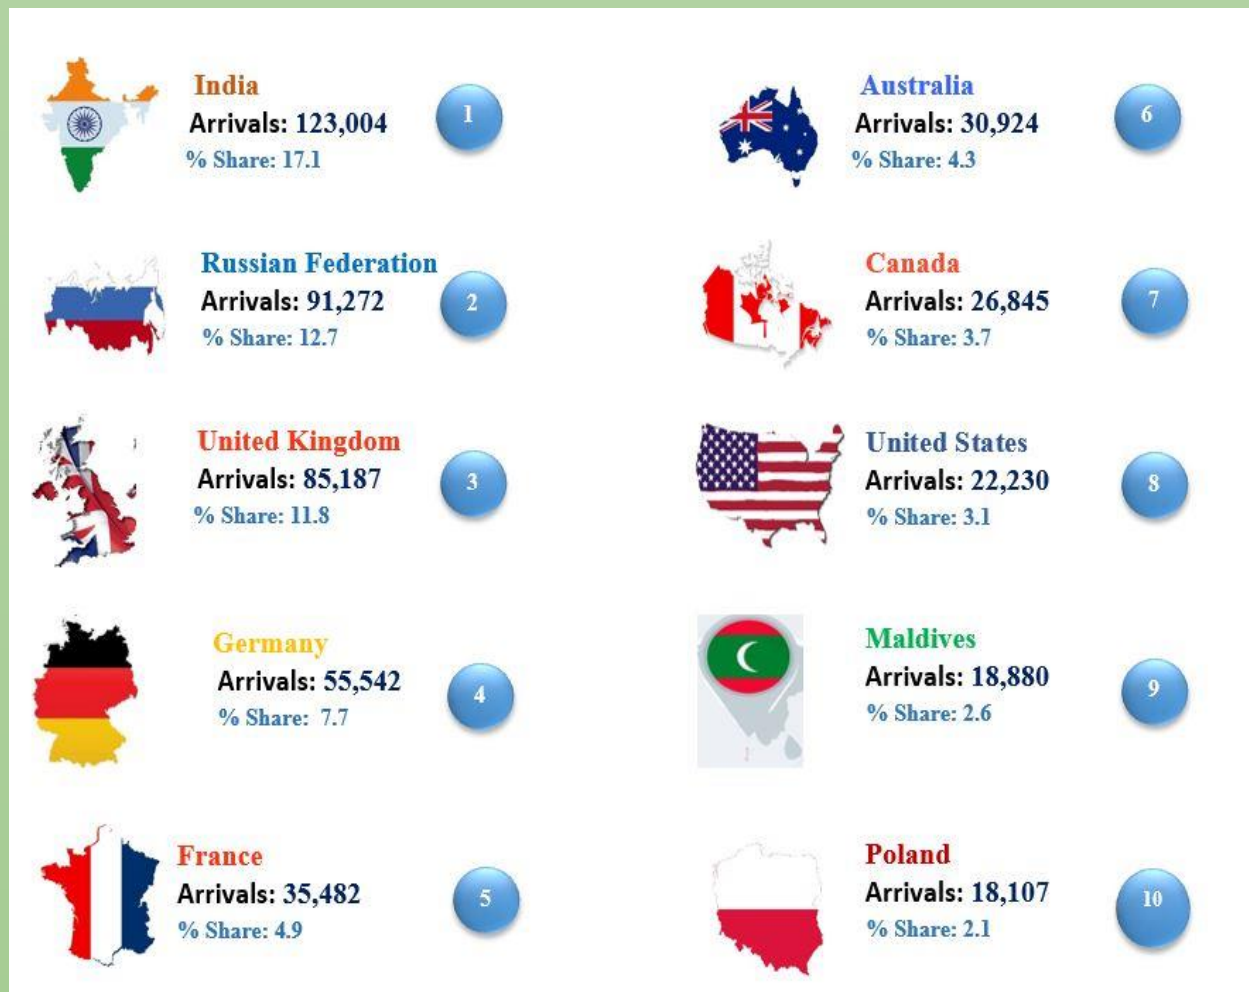 India
Arrivals: 123,004
% Share: 17.1
1
Russian Federation
Arrivals: 91,272
% Share: 12.7
2
United Kingdom
Arrivals: 85,187
% Share: 11.8
3
Germany
Arrivals: 55,542
% Share: 7.7
4
France
Arrivals: 35,482
% Share: 4.9
5
Australia
Arrivals: 30,924
% Share: 4.3
6
Canada
Arrivals: 26,845
% Share: 3.7
7
United States
Arrivals: 22,230
% Share: 3.1
8
Maldives
Arrivals: 18,880
% Share: 2.6
9
Poland
Arrivals: 18,107
% Share: 2.1
10